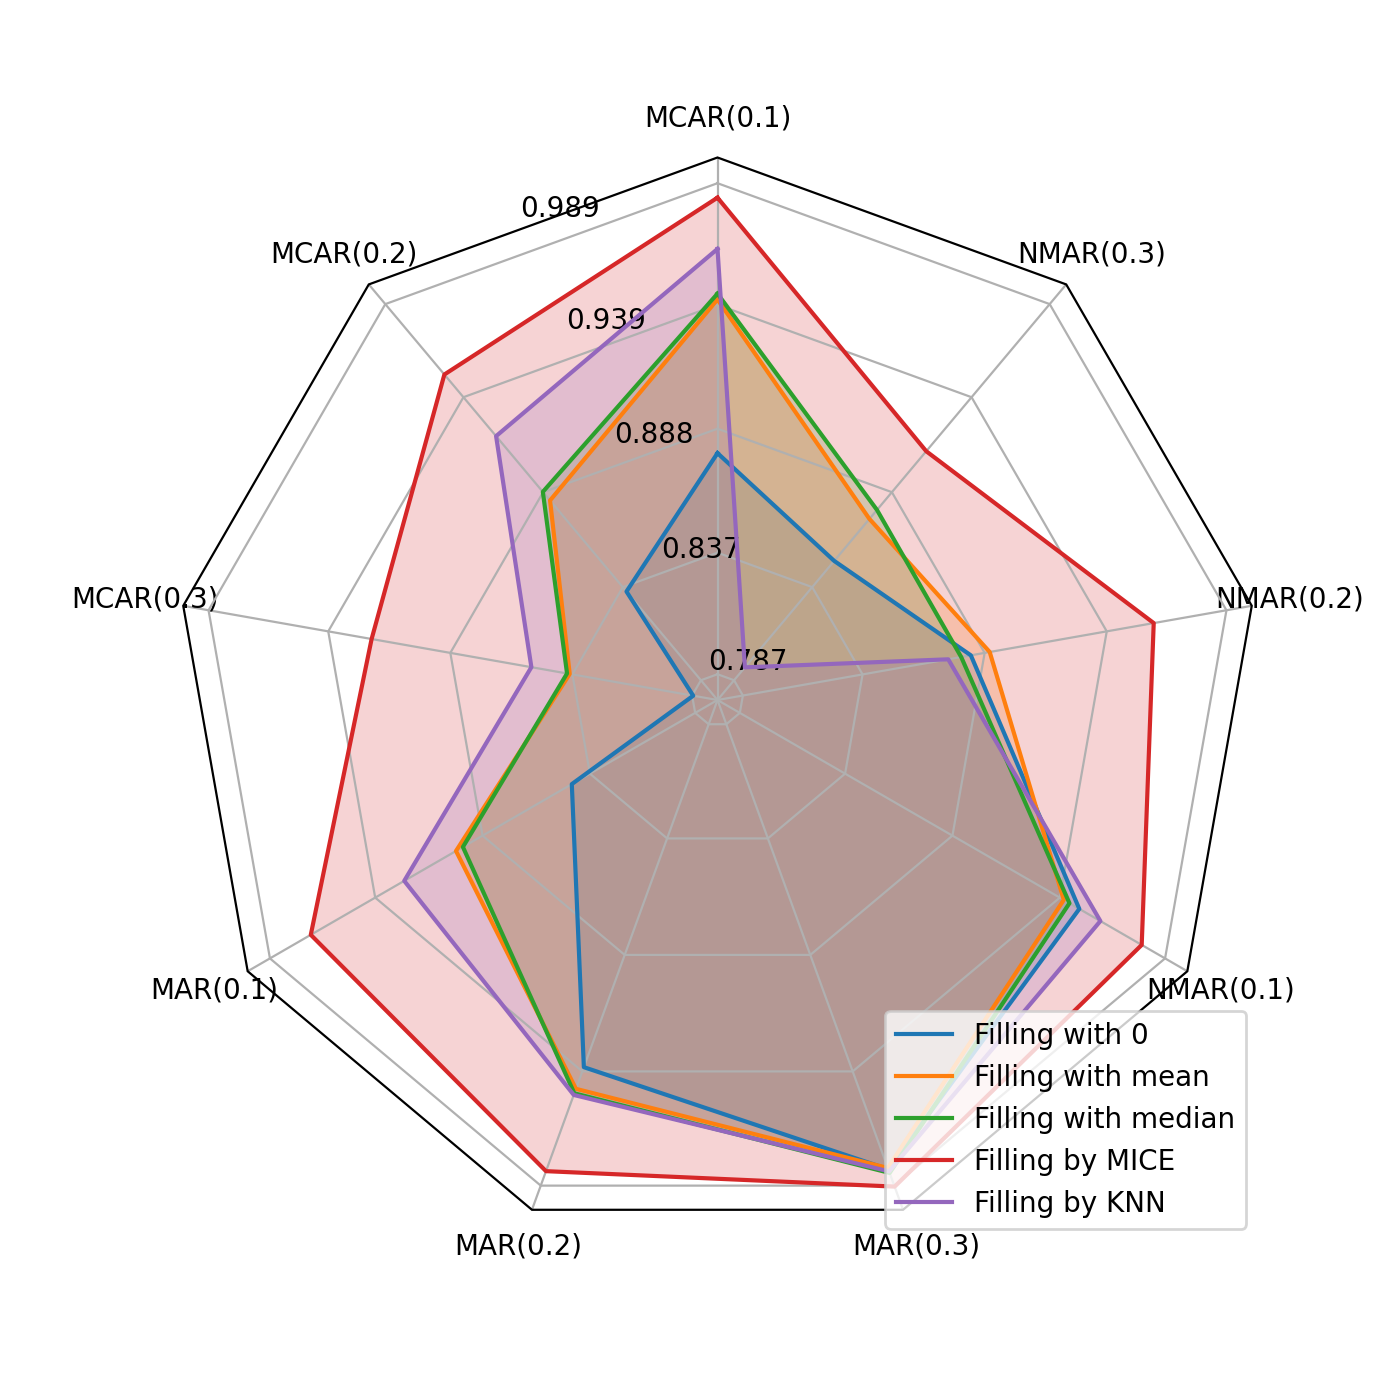 MCAR(0.1)
0.989
MCAR(0.2)
NMAR(0.3)
0.939
0.888
0.837
MCAR(0.3)
NMAR(0.2)
0.787
MAR(0.1)
NMAR(0.1)
Filling with 0
Filling with mean
Filling with median
Filling by MICE
Filling by KNN
MAR(0.2)
MAR(0.3)